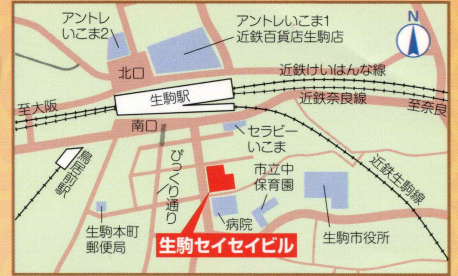 アントレ
いこま2
アントレいこま1
近鉄百貨店生駒店
N
北口
近鉄けいはんな線
生駒駅
至大阪
近鉄奈良線
至奈良
南口
セラビー
いこま
鳥居前駅
ぴっくり通り
市立中
保育園
近鉄生駒線
生駒本町
郵便局
病院
生駒市役所
生駒セイセイビル